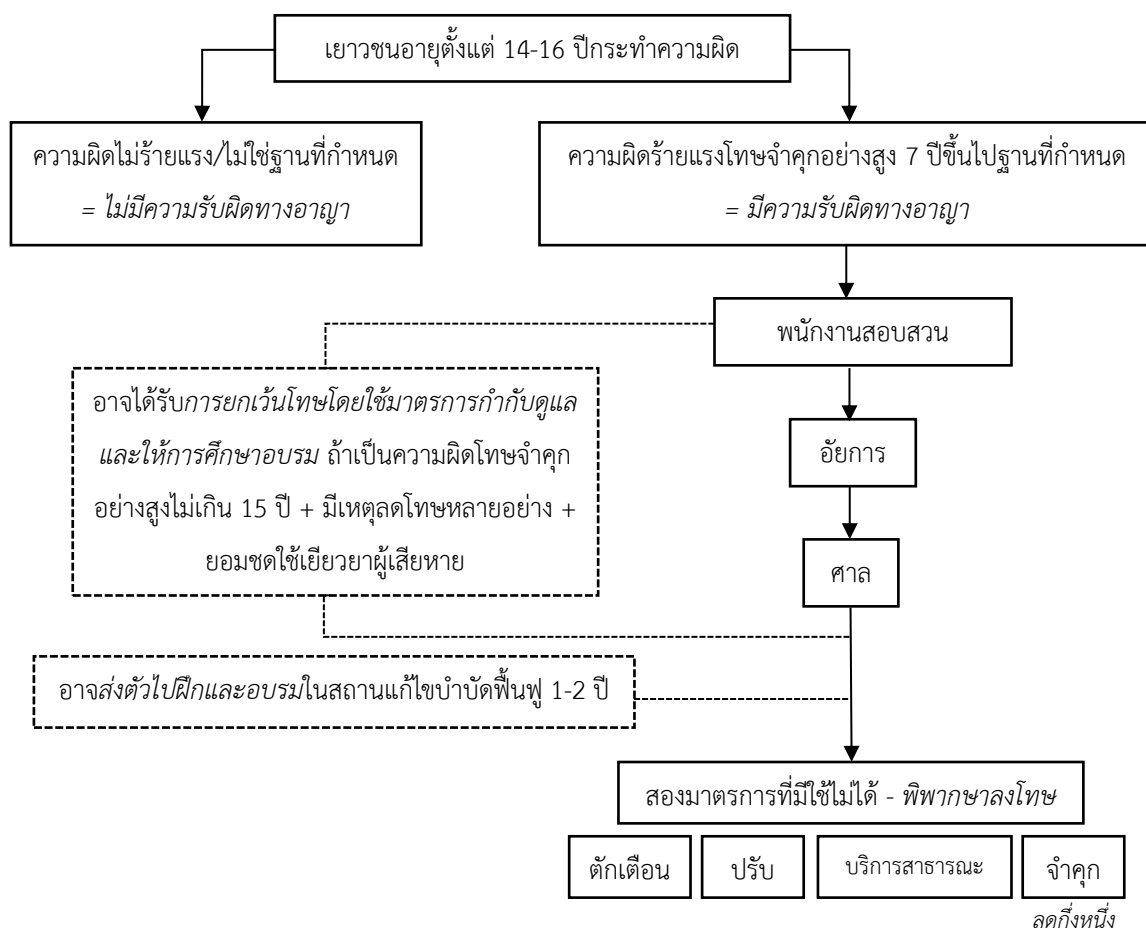 เยาวชนอายุตั้งแต่ 14-16 ปีกระทำความผิด
ความผิดไม่ร้ายแรง/ไม่ใช่ฐานที่กำหนด
= ไม่มีความรับผิดทางอาญา
ความผิดร้ายแรงโทษจำคุกอย่างสูง 7 ปีขึ้นไปฐานที่กำหนด
= มีความรับผิดทางอาญา
พนักงานสอบสวน
อาจได้รับการยกเว้นโทษโดยใช้มาตรการกำกับดูแล
และให้การศึกษาอบรม ถ้าเป็นความผิดโทษจำคุก
อย่างสูงไม่เกิน 15 ปี + มีเหตุลดโทษหลายอย่าง +
ยอมชดใช้เยียวยาผู้เสียหาย
อัยการ
ศาล
อาจส่งตัวไปฝึกและอบรมในสถานแก้ไขบำบัดฟื้นฟู 1-2 ปี
สองมาตรการที่มีใช้ไม่ได้ - พิพากษาลงโทษ
ตักเตือน
ปรับ
บริการสาธารณะ
จำคุก
ลดกึ่งหนึ่ง